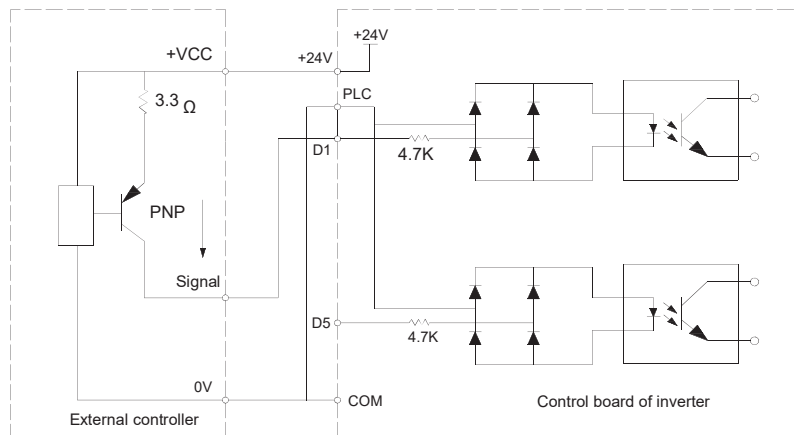 +24V
+VCC
+24V
PLC
3.3 Ω
D1
4.7K
PNP
Signal
D5
4.7K
0V
COM
External controller
Control board of inverter